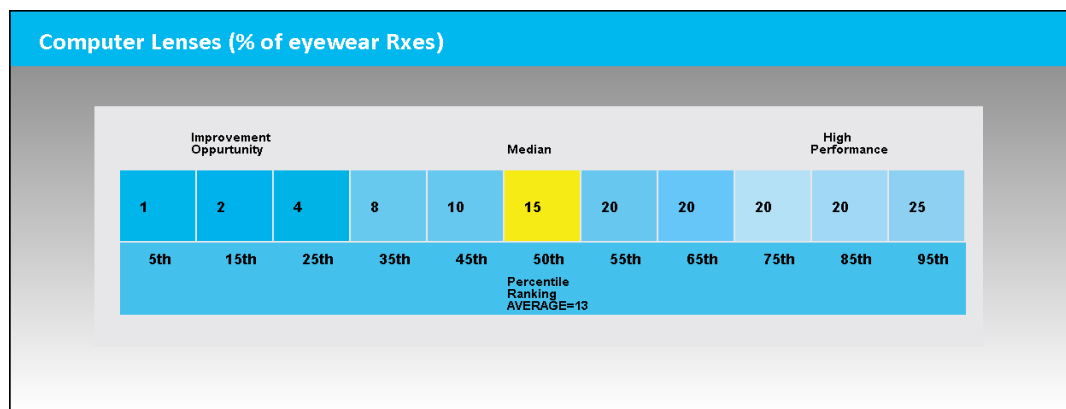 Computer Lenses (% of eyewear Rxes)
Improvement
Oppurtunity
Median
High
Performance
1 2 4 8 10 15 20 20 20 20 25
5th 15th 25th 35th 45th 50th 55th 65th 75th 85th 95th
Percentile
Ranking
AVERAGE=13